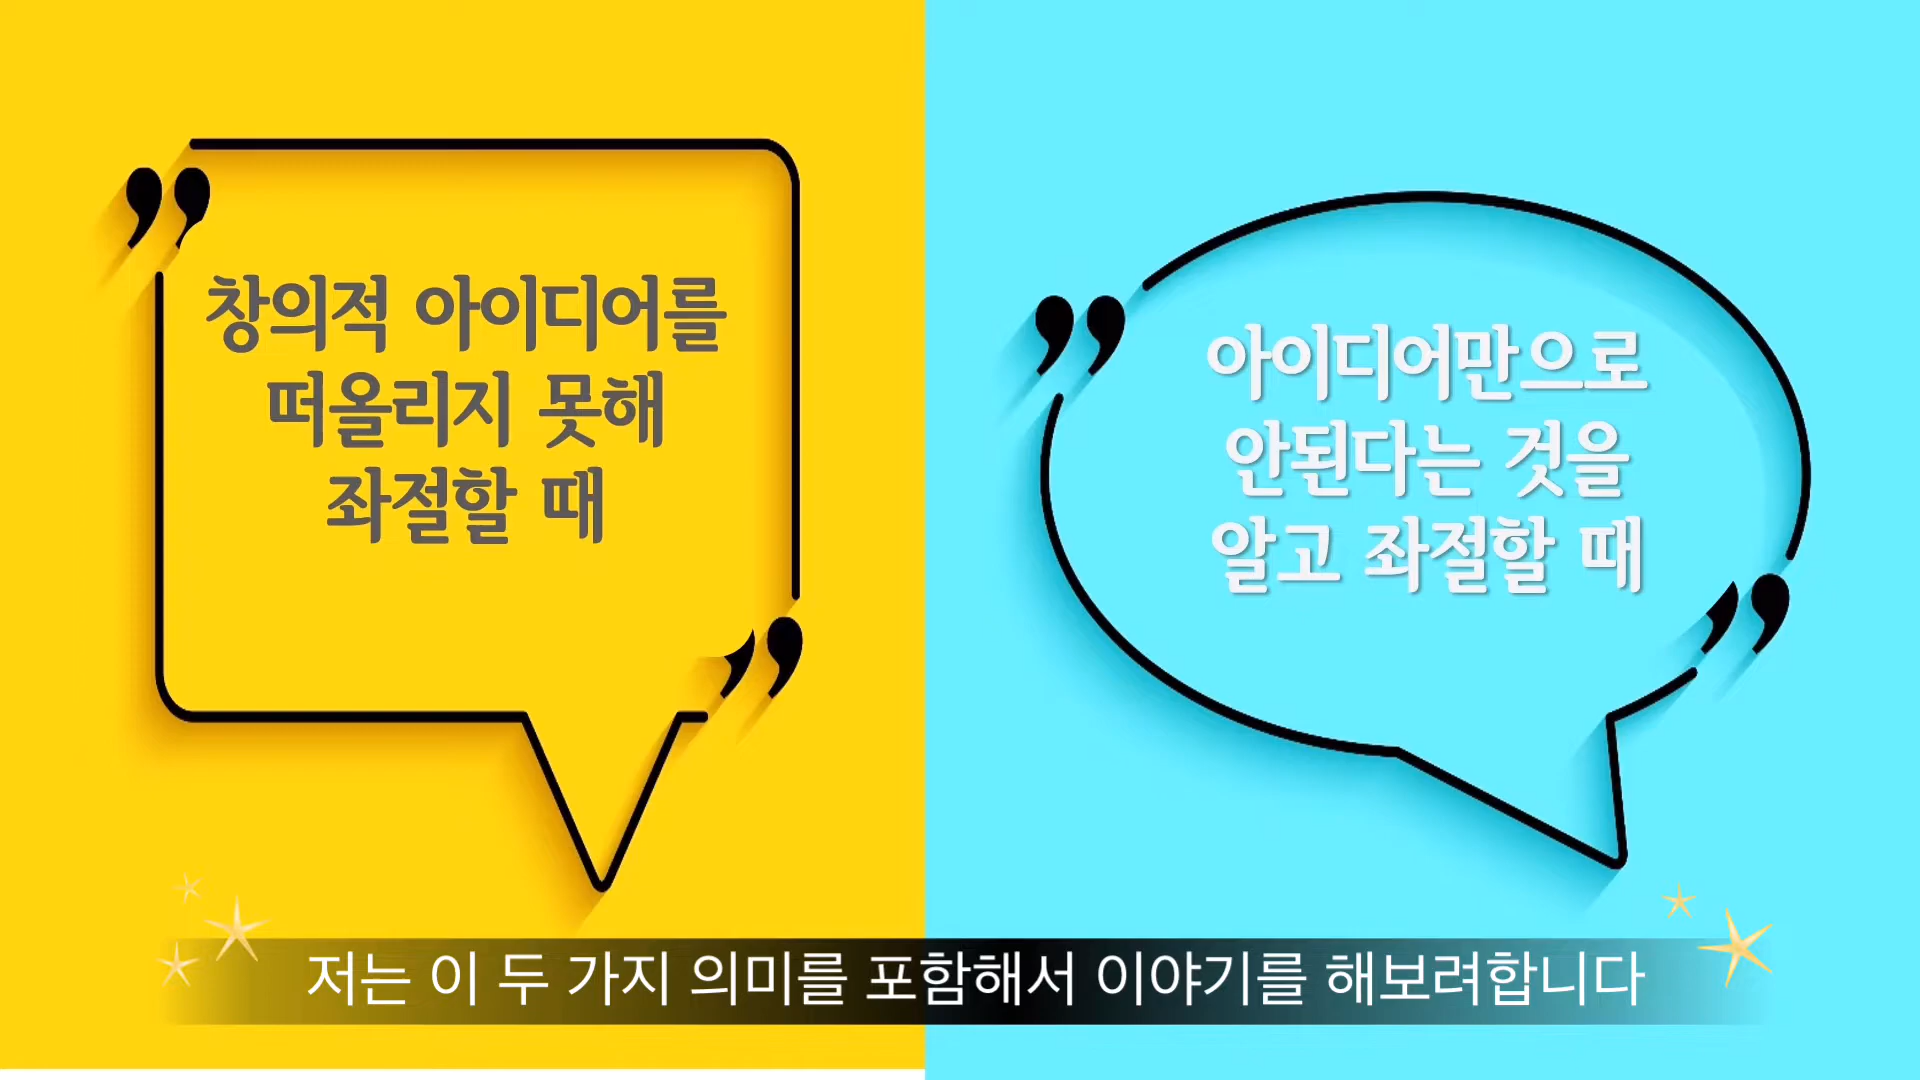 창의적 아이디어를
떠올리지 못해
좌절할 때
아이디어만으로
안된다는 것을
알고 좌절할 때
저는 이 두 가지 의미를 포함해서 이야기를 해보려합니다